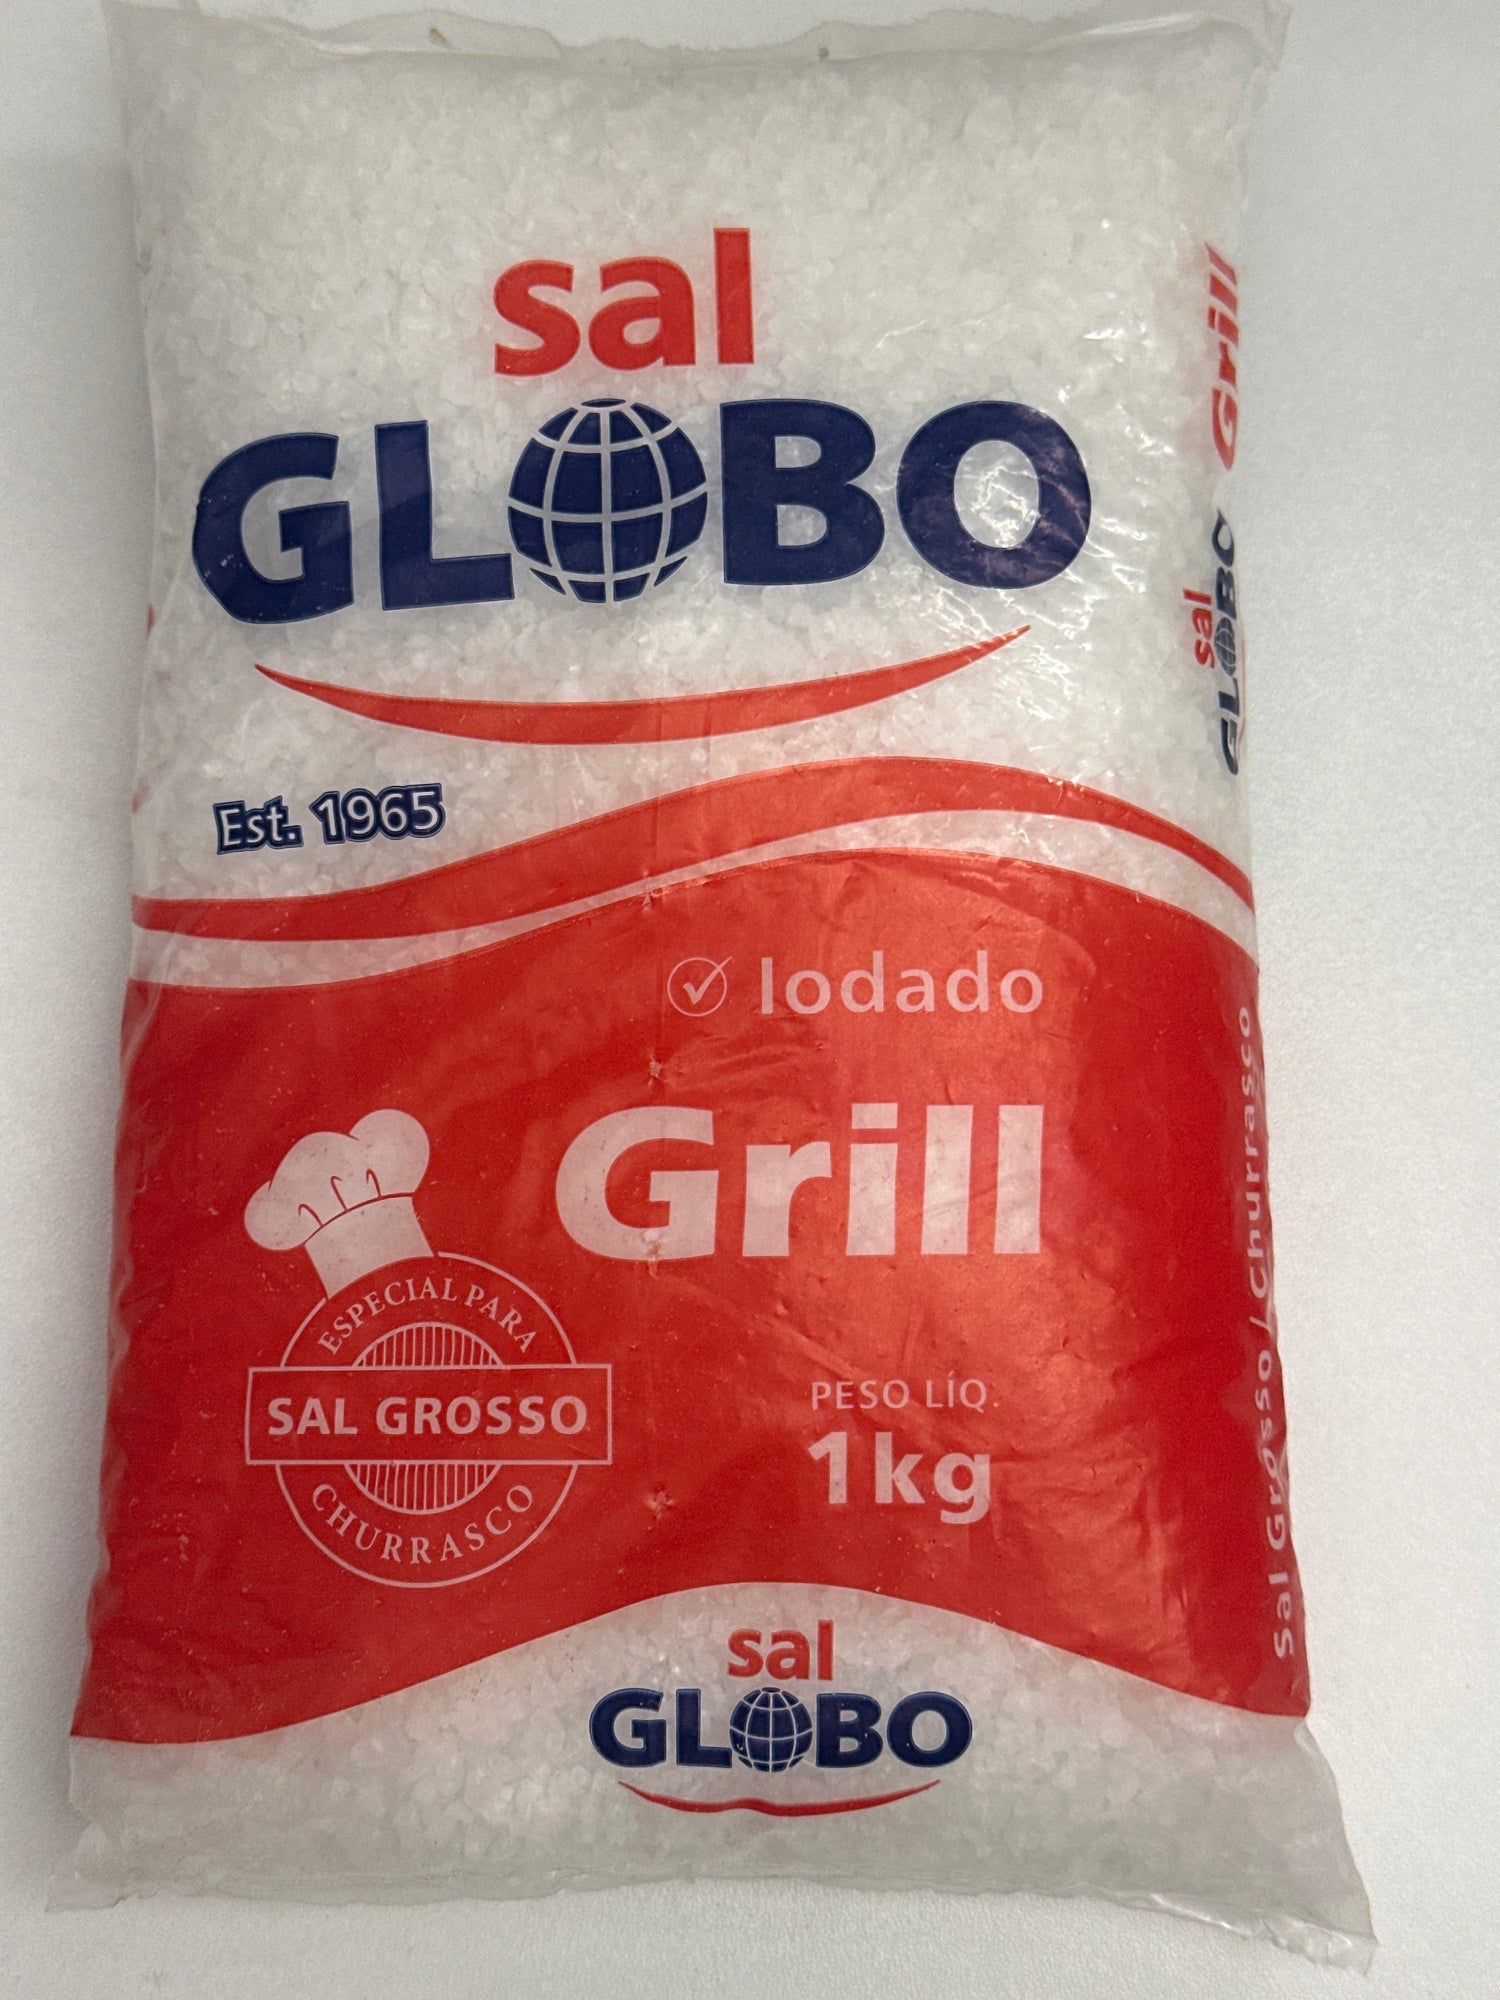 sal
GLOBO
Est. 1965
Iodado
Grill
ESPECIAL PARA
SAL GROSSO
CHURRASCO
PESO LÍQ.
1kg
sal
GLOBO
Grill
sal
GLOBO
Sal Grosso/Churrasco